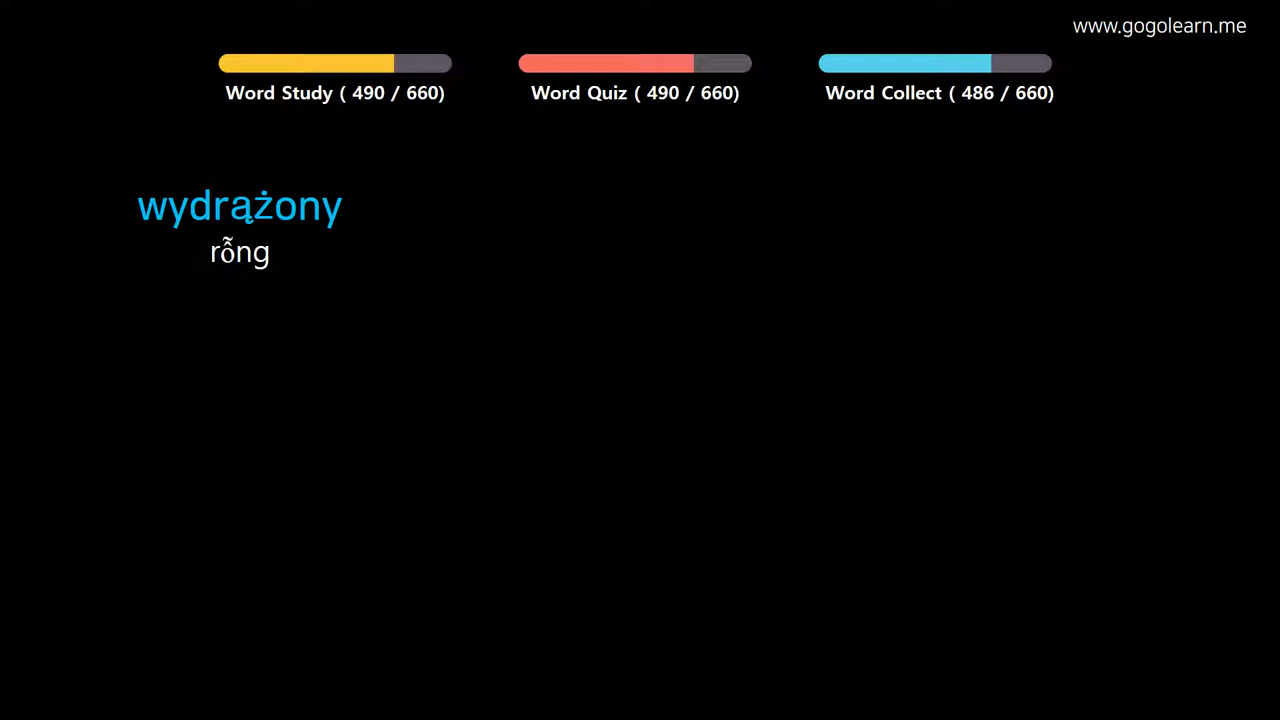 www.gogolearn.me
Word Study ( 490 / 660)
Word Quiz ( 490 / 660)
Word Collect ( 486 / 660)
wydrążony
rỗng